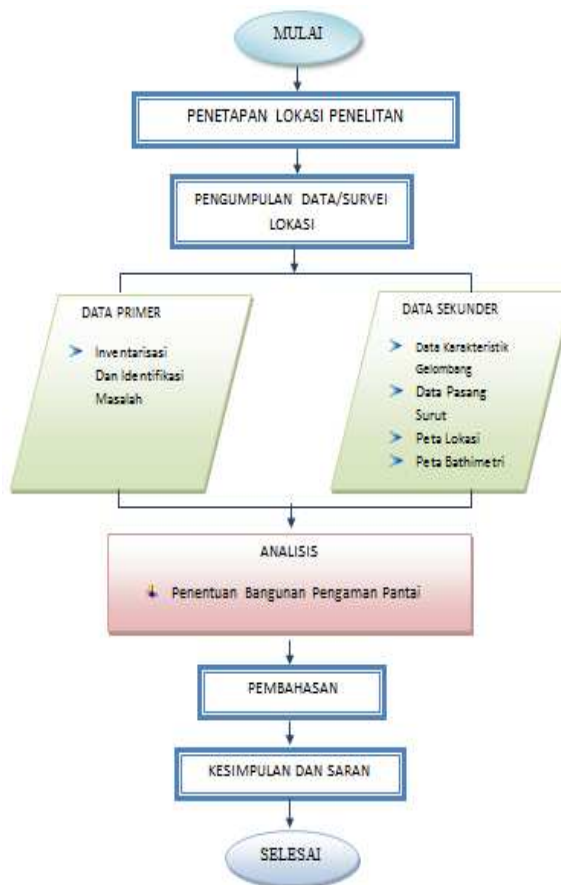 MULAI
PENETAPAN LOKASI PENELITAN
PENGUMPULAN DATA/SURVEI
LOKASI
DATA PRIMER
Inventarisasi
Dan Identifikasi
Masalah
DATA SEKUNDER
Data Karakteristik
Gelombang
Data Pasang
Surut
Peta Lokasi
Peta Bathimetri
ANALISIS
Penentuan Bangunan Pengaman Pantai
PEMBAHASAN
KESIMPULAN DAN SARAN
SELESAI